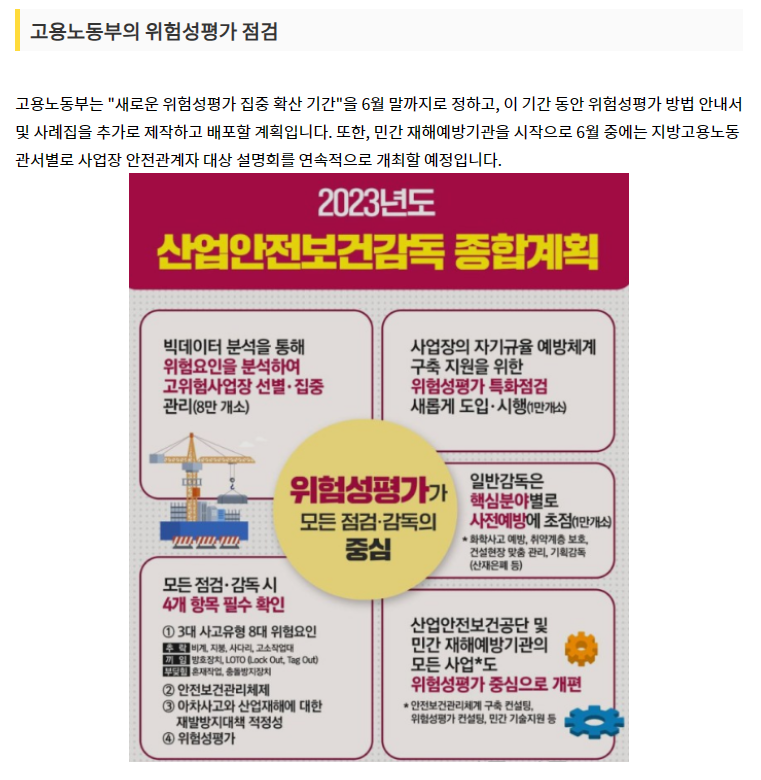 고용노동부의 위험성평가 점검
고용노동부는 "새로운 위험성평가 집중 확산 기간"을 6월 말까지로 정하고, 이 기간 동안 위험성평가 방법 안내서
및 사례집을 추가로 제작하고 배포할 계획입니다. 또한, 민간 재해예방기관을 시작으로 6월 중에는 지방고용노동
관서별로 사업장 안전관계자 대상 설명회를 연속적으로 개최할 예정입니다.
2023년도
산업안전보건감독 종합계획
빅데이터 분석을 통해
위험요인을 분석하여
고위험사업장 선별·집중
관리(8만 개소)
사업장의 자기규율 예방체계
구축 지원을 위한
위험성평가 특화점검
새롭게 도입·시행(1만개소)
위험성평가가
모든 점검·감독의
중심
일반감독은
핵심분야별로
사전예방에 초점(1만개소)
* 화학사고 예방, 취약계층 보호,
건설현장 맞춤 관리, 기획감독
(산재은폐 등)
모든 점검·감독 시
4개 항목 필수 확인
① 3대 사고유형 8대 위험요인
추 락 비계, 지붕, 사다리, 고소작업대
끼 임 방호장치, LOTO (Lock Out, Tag Out)
부딪힘 혼재작업, 충돌방지장치
② 안전보건관리체제
③ 아차사고와 산업재해에 대한
재발방지대책 적정성
④ 위험성평가
산업안전보건공단 및
민간 재해예방기관의
모든 사업*도
위험성평가 중심으로 개편
* 안전보건관리체계 구축 컨설팅,
위험성평가 컨설팅, 민간 기술지원 등